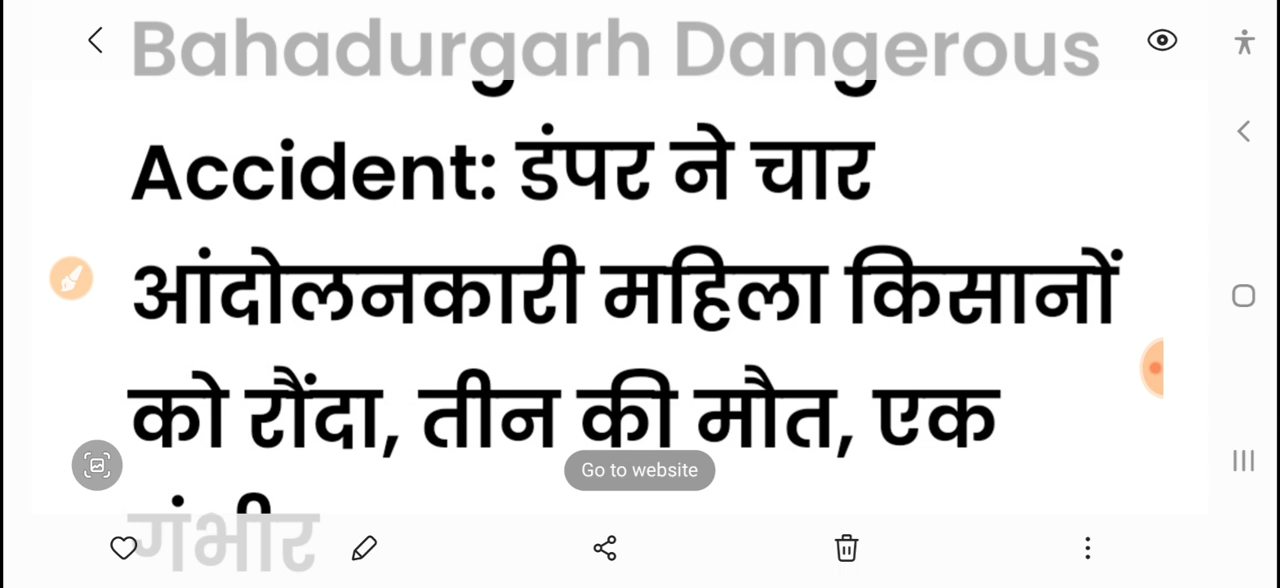 Bahadurgarh Dangerous
Accident: डंपर ने चार
आंदोलनकारी महिला किसानों
को रौंदा, तीन की मौत, एक
Go to website
गंभीर